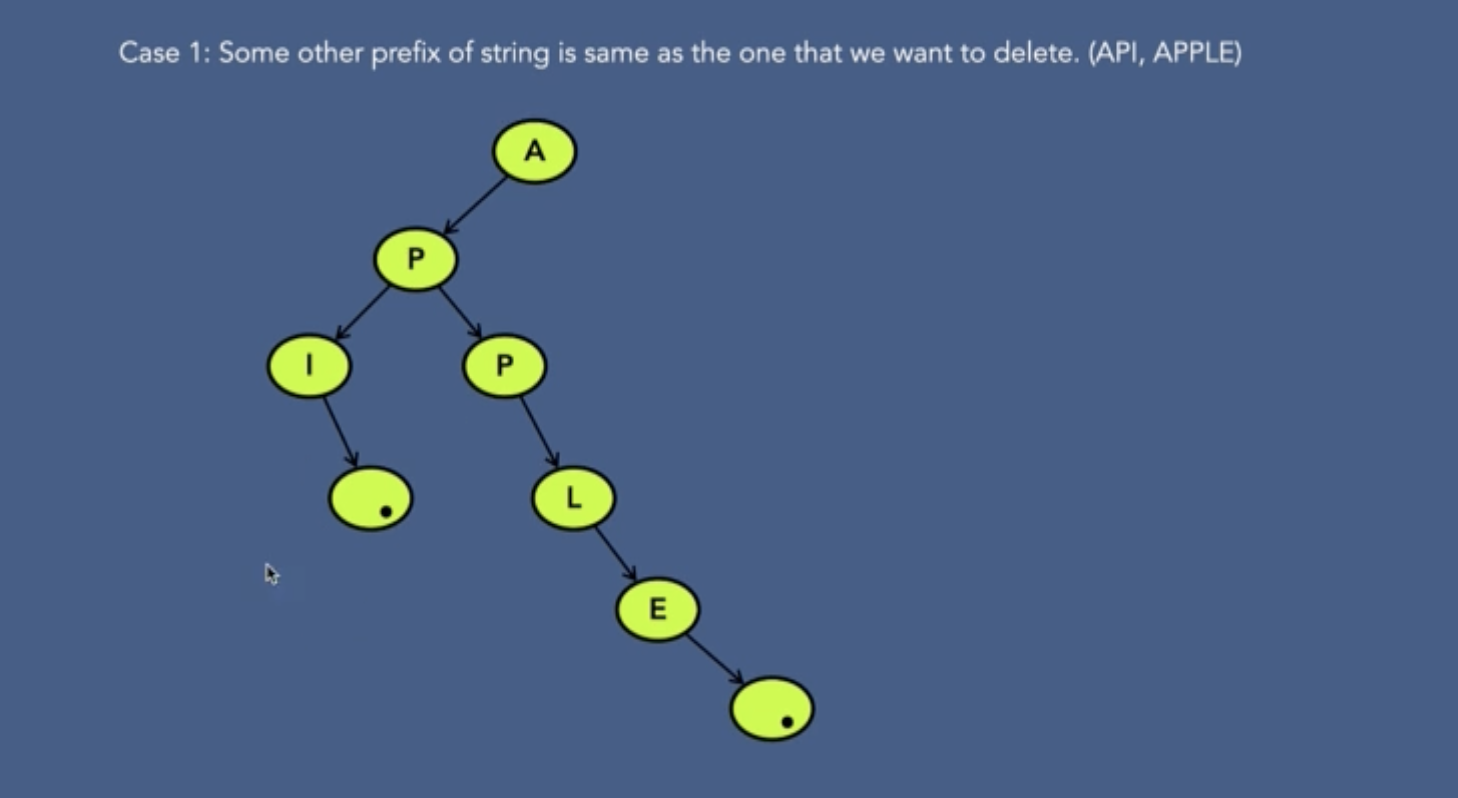 Case 1: Some other prefix of string is same as the one that we want to delete. (API, APPLE)
A
P
I P
L
E